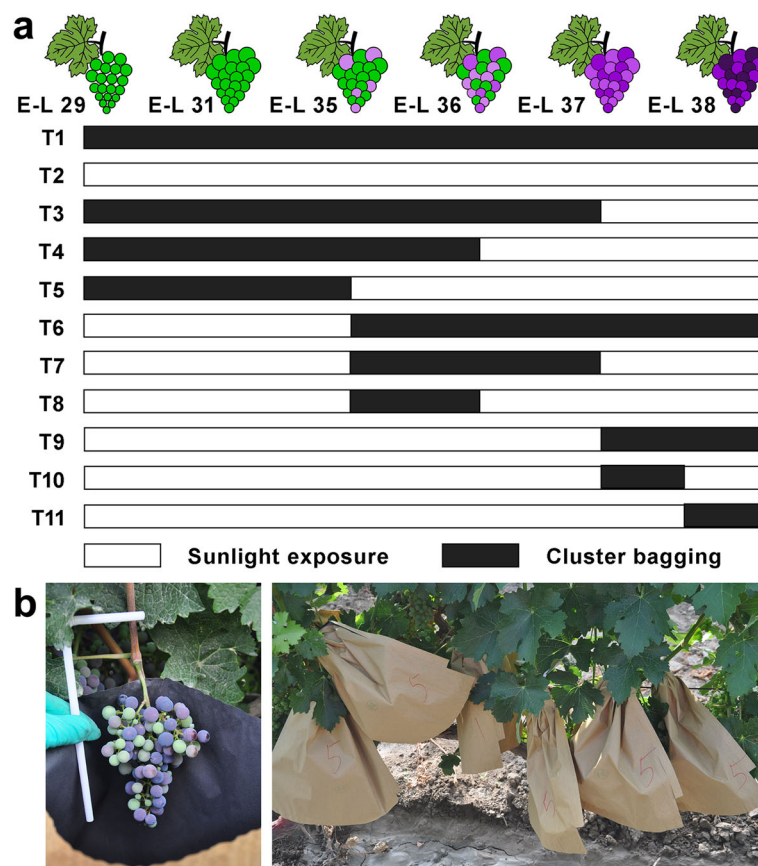 a
E-L 29 E-L 31 E-L 35 E-L 36 E-L 37 E-L 38
T1
T2
T3
T4
T5
T6
T7
T8
T9
T10
T11
Sunlight exposure Cluster bagging
b
5
5
1
5
5